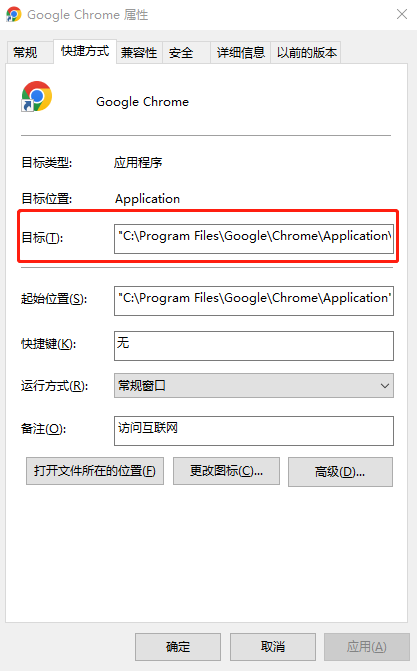 Google Chrome 属性
常规 快捷方式 兼容性 安全 详细信息 以前的版本
Google Chrome
目标类型: 应用程序
目标位置: Application
目标(T): "C:\Program Files\Google\Chrome\Application\
起始位置(S): "C:\Program Files\Google\Chrome\Application"
快捷键(K): 无
运行方式(R): 常规窗口
备注(O): 访问互联网
打开文件所在的位置(F) 更改图标(C)... 高级(D)...
确定 取消 应用(A)